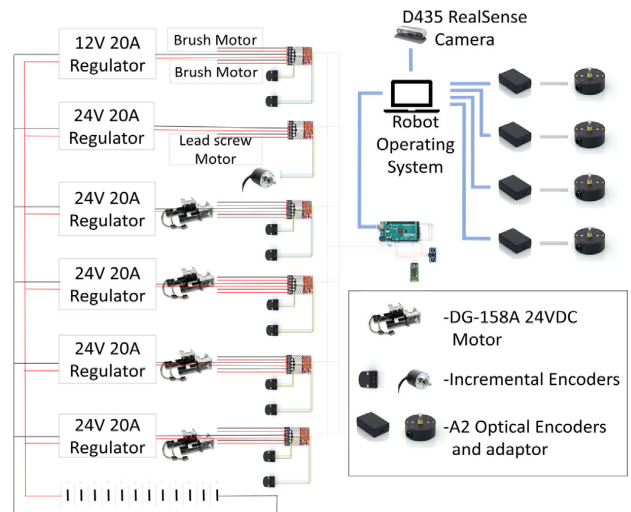 D435 RealSense
Camera
12V 20A
Regulator
Brush Motor
Brush Motor
24V 20A
Regulator
Lead screw
Motor
Robot
Operating
System
24V 20A
Regulator
24V 20A
Regulator
24V 20A
Regulator
24V 20A
Regulator
-DG-158A 24VDC
Motor
-Incremental Encoders
-A2 Optical Encoders
and adaptor